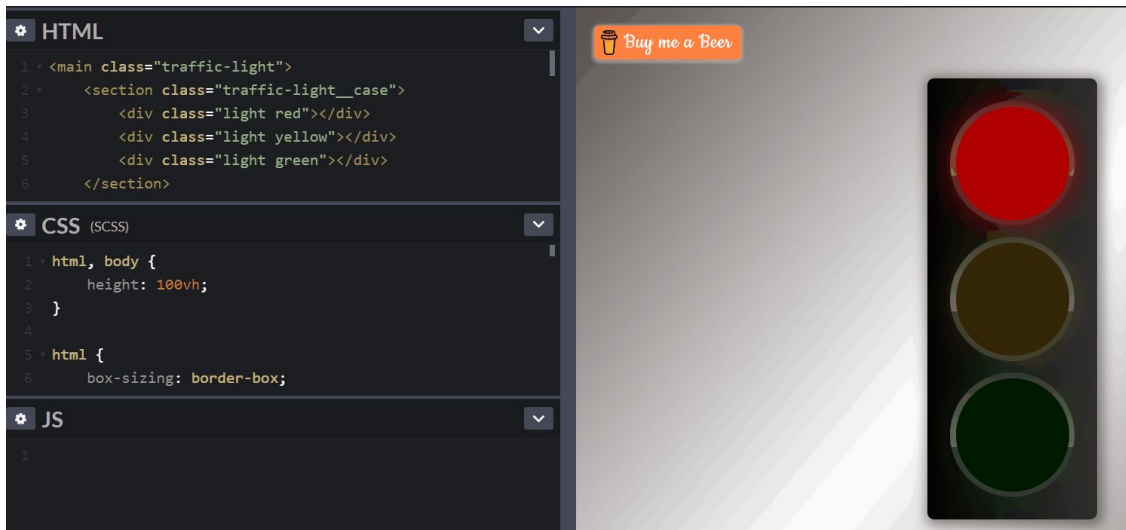 HTML
1 <main class="traffic-light">
2 <section class="traffic-light__case">
3 <div class="light red"></div>
4 <div class="light yellow"></div>
5 <div class="light green"></div>
6 </section>
CSS (SCSS)
1 html, body {
2 height: 100vh;
3 }
4
5 html {
6 box-sizing: border-box;
JS
1
Buy me a Beer